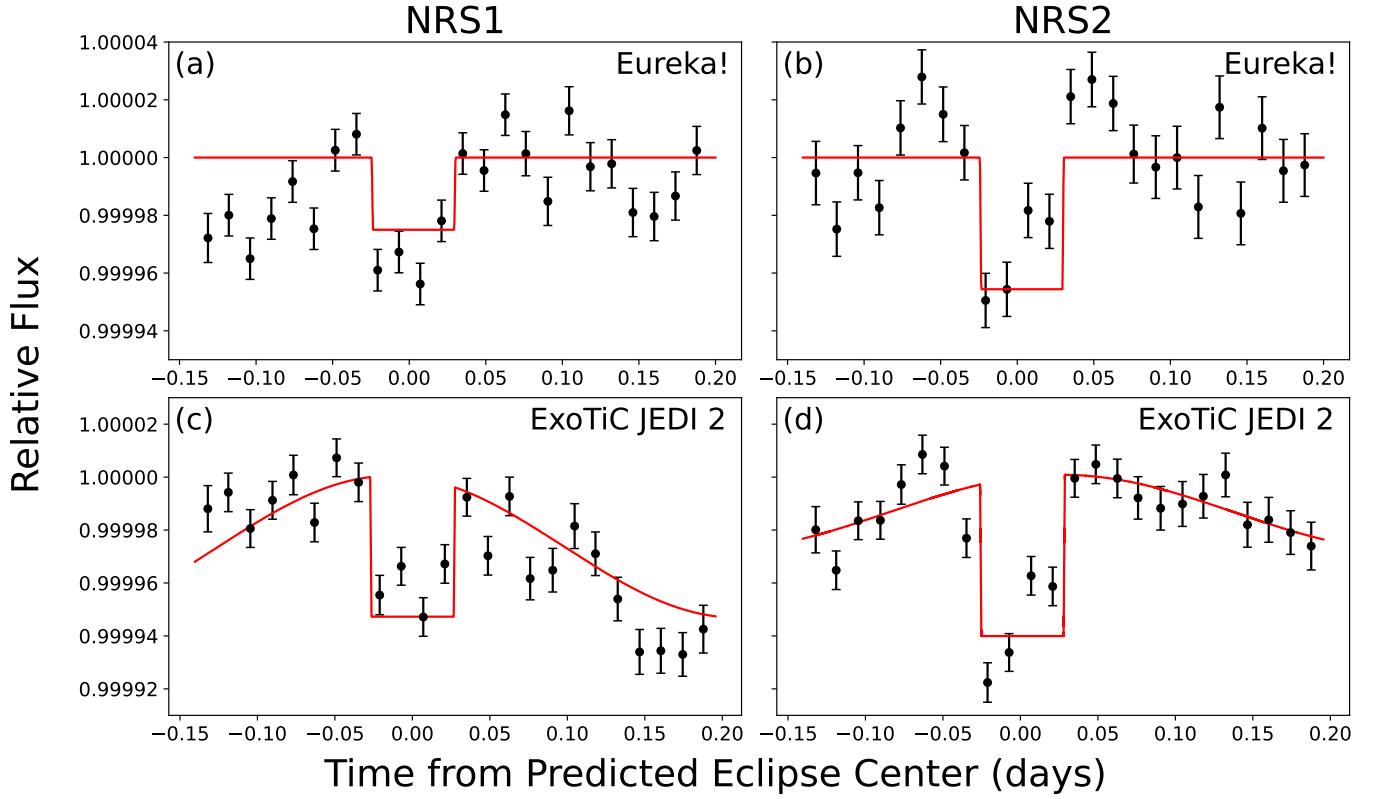 NRS1 NRS2
1.00004 (a) Eureka! (b) Eureka!
1.00002
1.00000
0.99998
0.99996
0.99994
−0.15 −0.10 −0.05 0.00 0.05 0.10 0.15 0.20 −0.15 −0.10 −0.05 0.00 0.05 0.10 0.15 0.20
(c) ExoTiC JEDI 2 (d) ExoTiC JEDI 2
1.00002
1.00000
0.99998
0.99996
0.99994
0.99992
−0.15 −0.10 −0.05 0.00 0.05 0.10 0.15 0.20 −0.15 −0.10 −0.05 0.00 0.05 0.10 0.15 0.20
Relative Flux
Time from Predicted Eclipse Center (days)